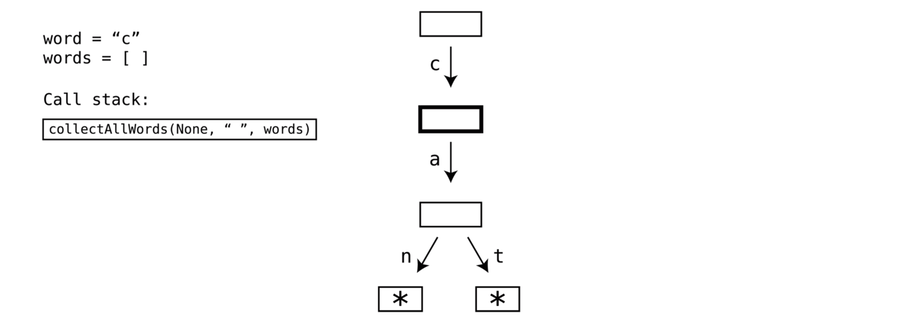 word = “c”
words = [ ]
Call stack:
collectAllWords(None, “ ”, words)
c
a
n
t
*
*